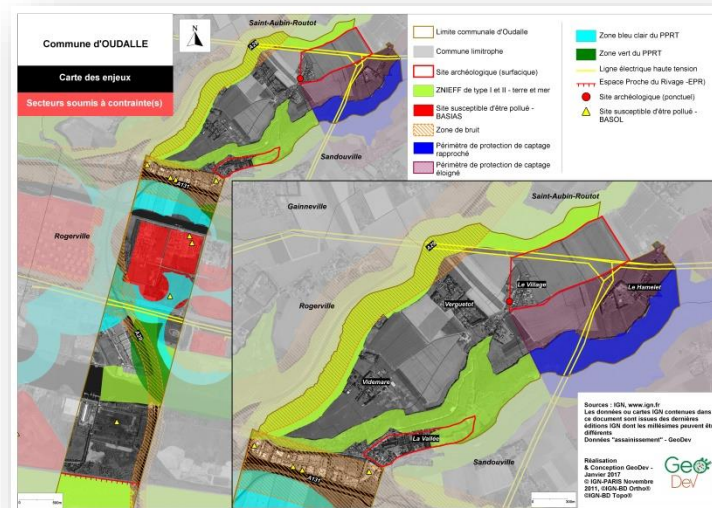 Commune d'OUDALLE
Carte des enjeux
Secteurs soumis à contrainte(s)
N
Saint-Aubin-Routot
Sandouville
Rogerville
A131
Limite communale d'Oudalle
Commune limitrophe
Site archéologique (surfacique)
ZNIEFF de type I et II - terre et mer
Site susceptible d'être pollué -
BASIAS
Zone de bruit
Périmètre de protection de captage
rapproché
Périmètre de protection de captage
éloigné
Zone bleu clair du PPRT
Zone vert du PPRT
Ligne électrique haute tension
Espace Proche du Rivage -EPR)
Site archéologique (ponctuel)
Site susceptible d'être pollué -
BASOL
Saint-Aubin-Routot
Gainneville
Le Village
Le Hamelet
Verguetot
Rogerville
Videmare
La Vallée
Sandouville
A131
Sources : IGN, www.ign.fr
Les données ou cartes IGN contenues dans
ce document sont issues des dernières
éditions IGN dont les millésimes peuvent êt
différents
Données "assainissement" - GeoDev
Réalisation
& Conception GeoDev -
Janvier 2017
© IGN-PARIS Novembre
2011, ©IGN-BD Ortho®
©IGN-BD Topo®
GeoDev